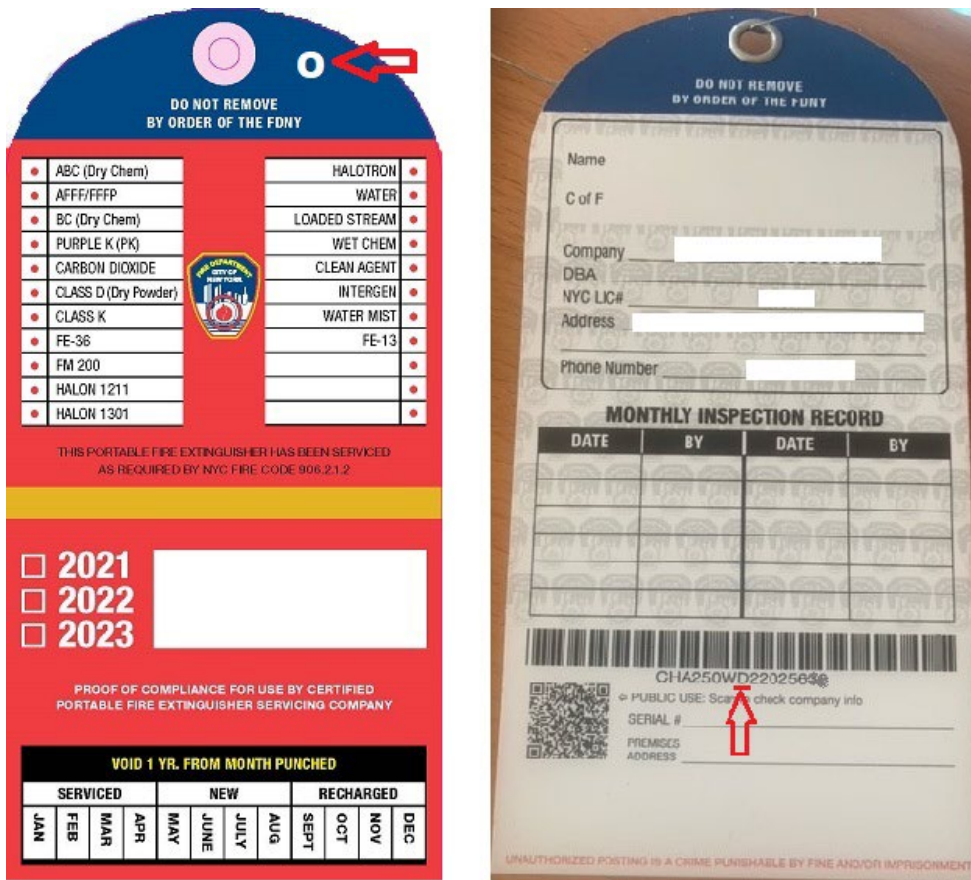 O
DO NOT REMOVE
BY ORDER OF THE FDNY
ABC (Dry Chem)
AFFF/FFFP
BC (Dry Chem)
PURPLE K (PK)
CARBON DIOXIDE
CLASS D (Dry Powder)
CLASS K
FE-36
FM 200
HALON 1211
HALON 1301
HALOTRON
WATER
LOADED STREAM
WET CHEM
CLEAN AGENT
INTERGEN
WATER MIST
FE-13
FIRE DEPARTMENT
CITY OF
NEW YORK
THIS PORTABLE FIRE EXTINGUISHER HAS BEEN SERVICED
AS REQUIRED BY NYC FIRE CODE 906.2.1.2
2021
2022
2023
PROOF OF COMPLIANCE FOR USE BY CERTIFIED
PORTABLE FIRE EXTINGUISHER SERVICING COMPANY
VOID 1 YR. FROM MONTH PUNCHED
SERVICED NEW RECHARGED
JAN FEB MAR APR MAY JUNE JULY AUG SEPT OCT NOV DEC
DO NOT REMOVE
BY ORDER OF THE FDNY
Name
C of F
Company
DBA
NYC LIC#
Address
Phone Number
MONTHLY INSPECTION RECORD
DATE BY DATE BY
PUBLIC USE: Scan check company info
SERIAL #
PREMISES
ADDRESS
UNAUTHORIZED POSTING IS A CRIME PUNISHABLE BY FINE AND/OR IMPRISONMENT